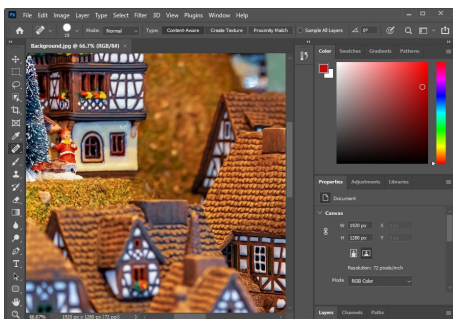 Ps File Edit Image Layer Type Select Filter 3D View Plugins Window Help
Mode: Normal Type: Content-Aware Create Texture Proximity Match Sample All Layers 0°
Background.jpg @ 66.7% (RGB/8#) ×
Color Swatches Gradients Patterns
Properties Adjustments Libraries
Document
Canvas
W 1920 px X
H 1280 px Y
Resolution: 72 pixels/inch
Mode RGB Color
Layers Channels Paths
66.67% 1920 px x 1280 px (72 ppi)